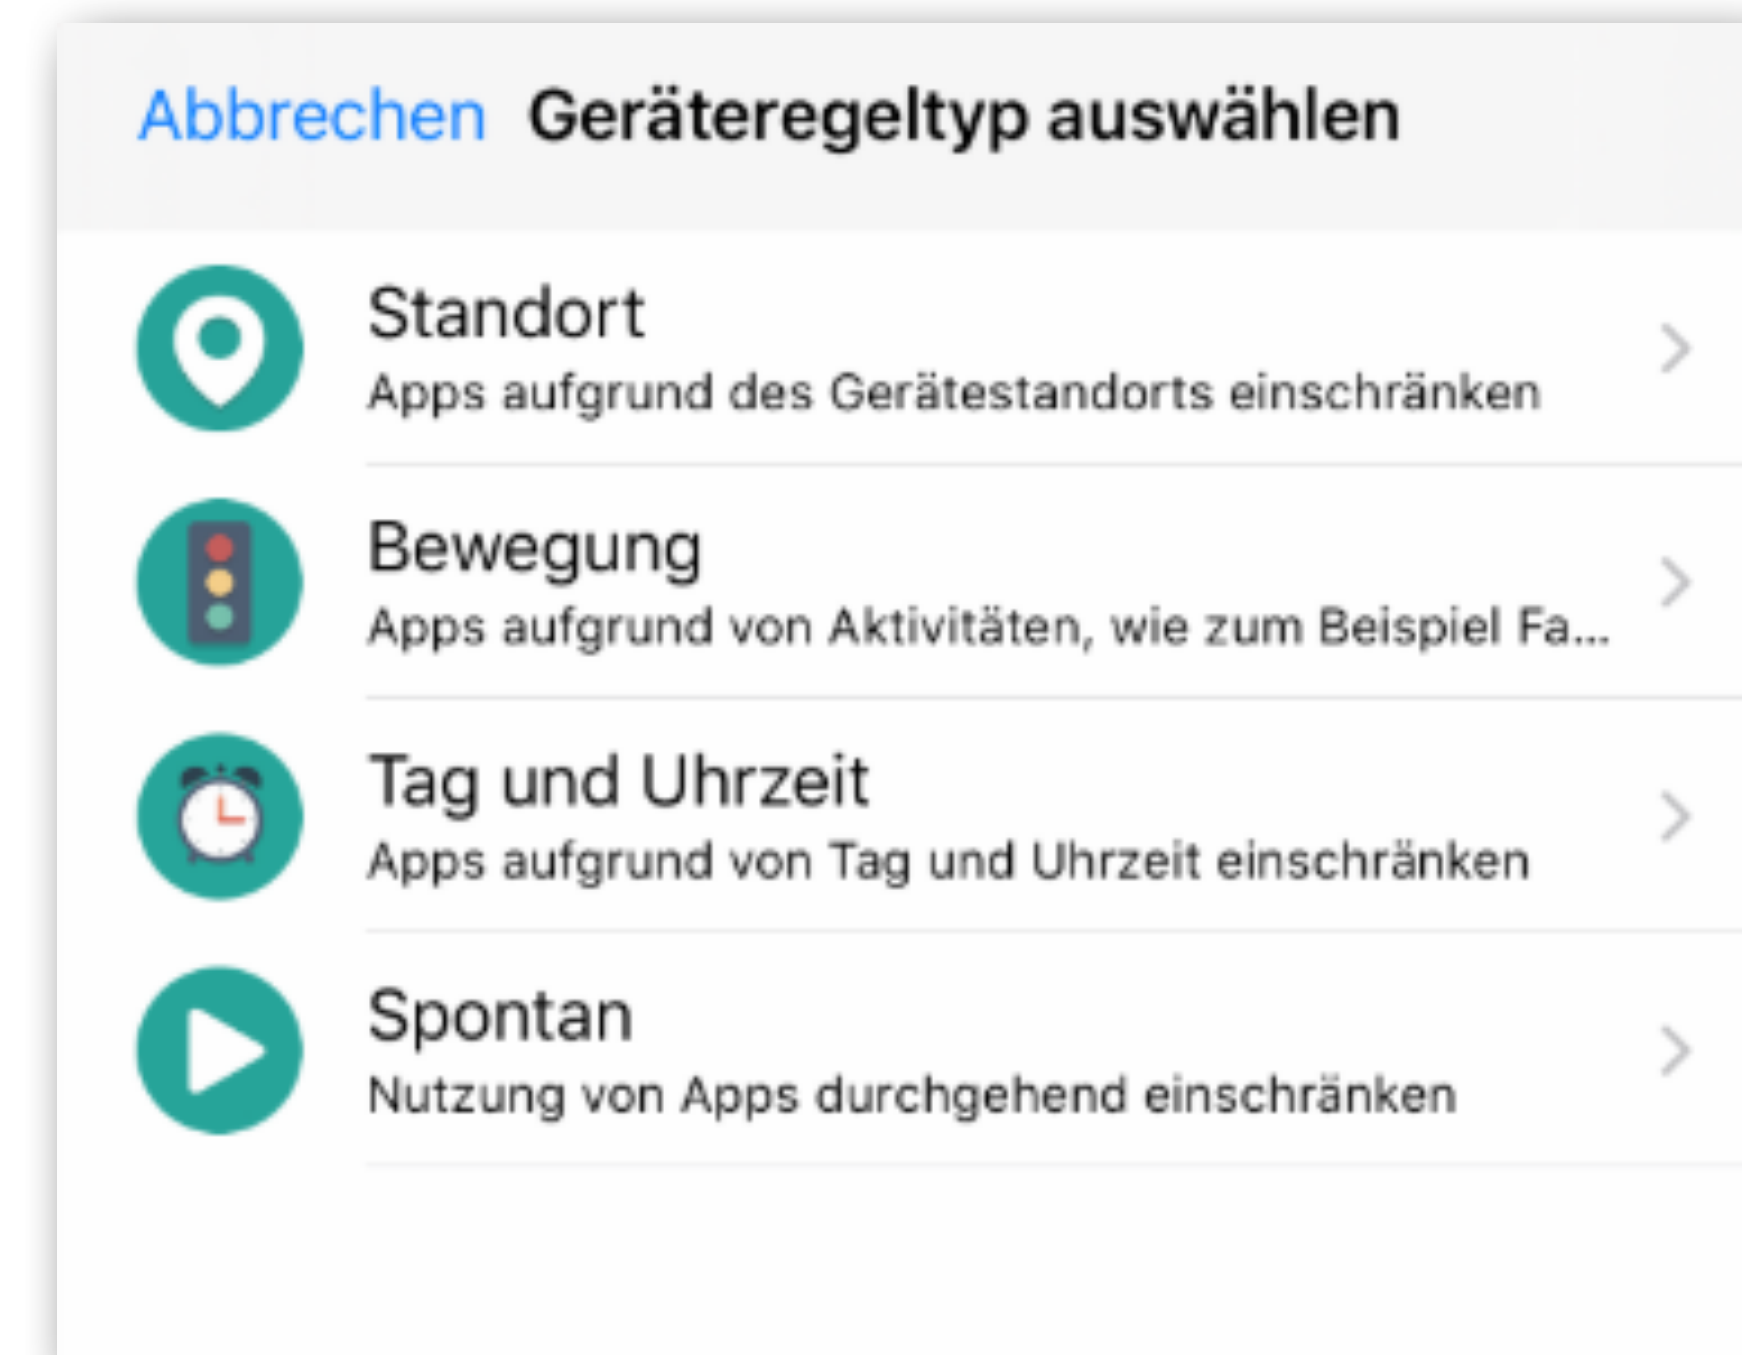 Abbrechen Geräteregeltyp auswählen
Standort
Apps aufgrund des Gerätestandorts einschränken
Bewegung
Apps aufgrund von Aktivitäten, wie zum Beispiel Fa...
Tag und Uhrzeit
Apps aufgrund von Tag und Uhrzeit einschränken
Spontan
Nutzung von Apps durchgehend einschränken